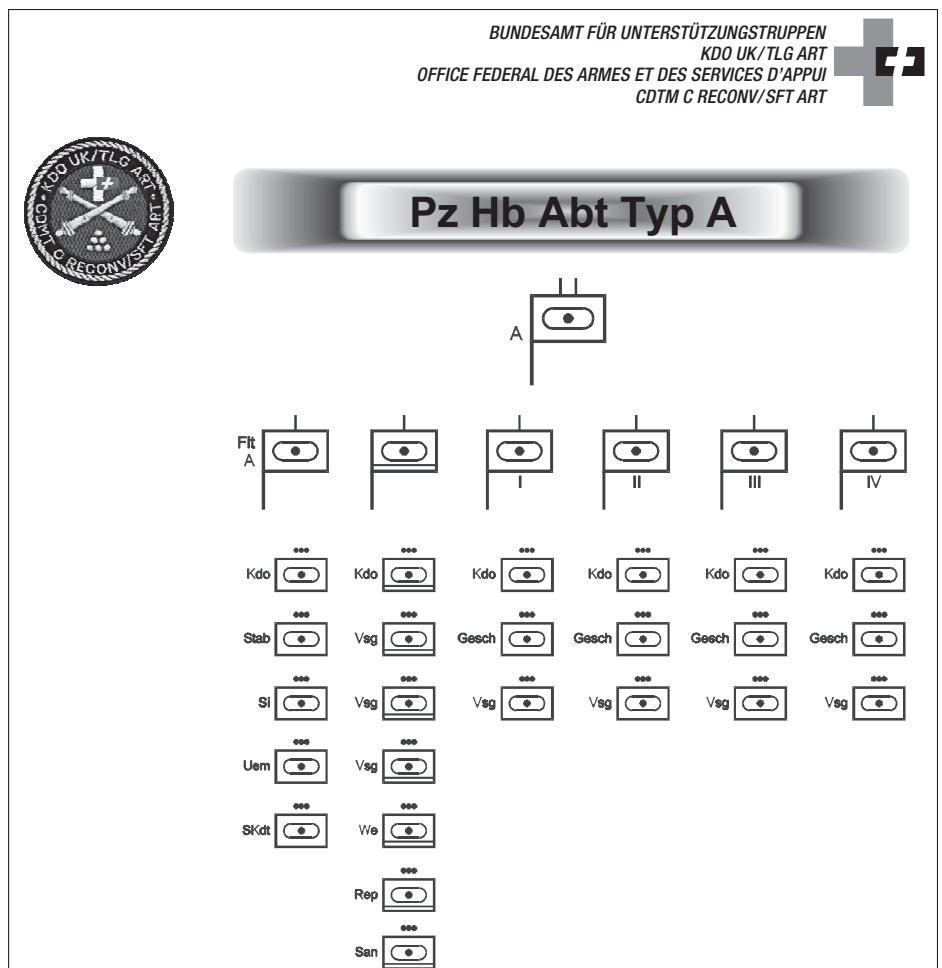 BUNDESAMT FÜR UNTERSTÜTZUNGSTRUPPEN
KDO UK/TLG ART
OFFICE FEDERAL DES ARMES ET DES SERVICES D'APPUI
CDTM C RECONV/SFT ART
KDO UK/TLG ART
CDMT C RECONV/SFT ART
Pz Hb Abt Typ A
A
Flt
A
I II III IV
Kdo Kdo Kdo Kdo Kdo Kdo
Stab Vsg Gesch Gesch Gesch Gesch
Si Vsg Vsg Vsg Vsg Vsg
Uem Vsg
SKdt We
Rep
San